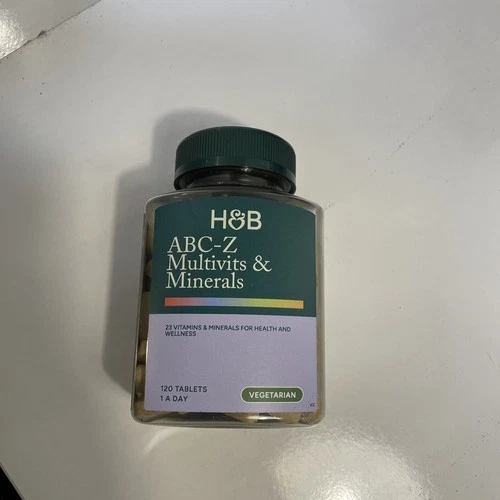 H&B
ABC-Z
Multivits &
Minerals
23 VITAMINS & MINERALS FOR HEALTH AND
WELLNESS
120 TABLETS
1 A DAY
VEGETARIAN